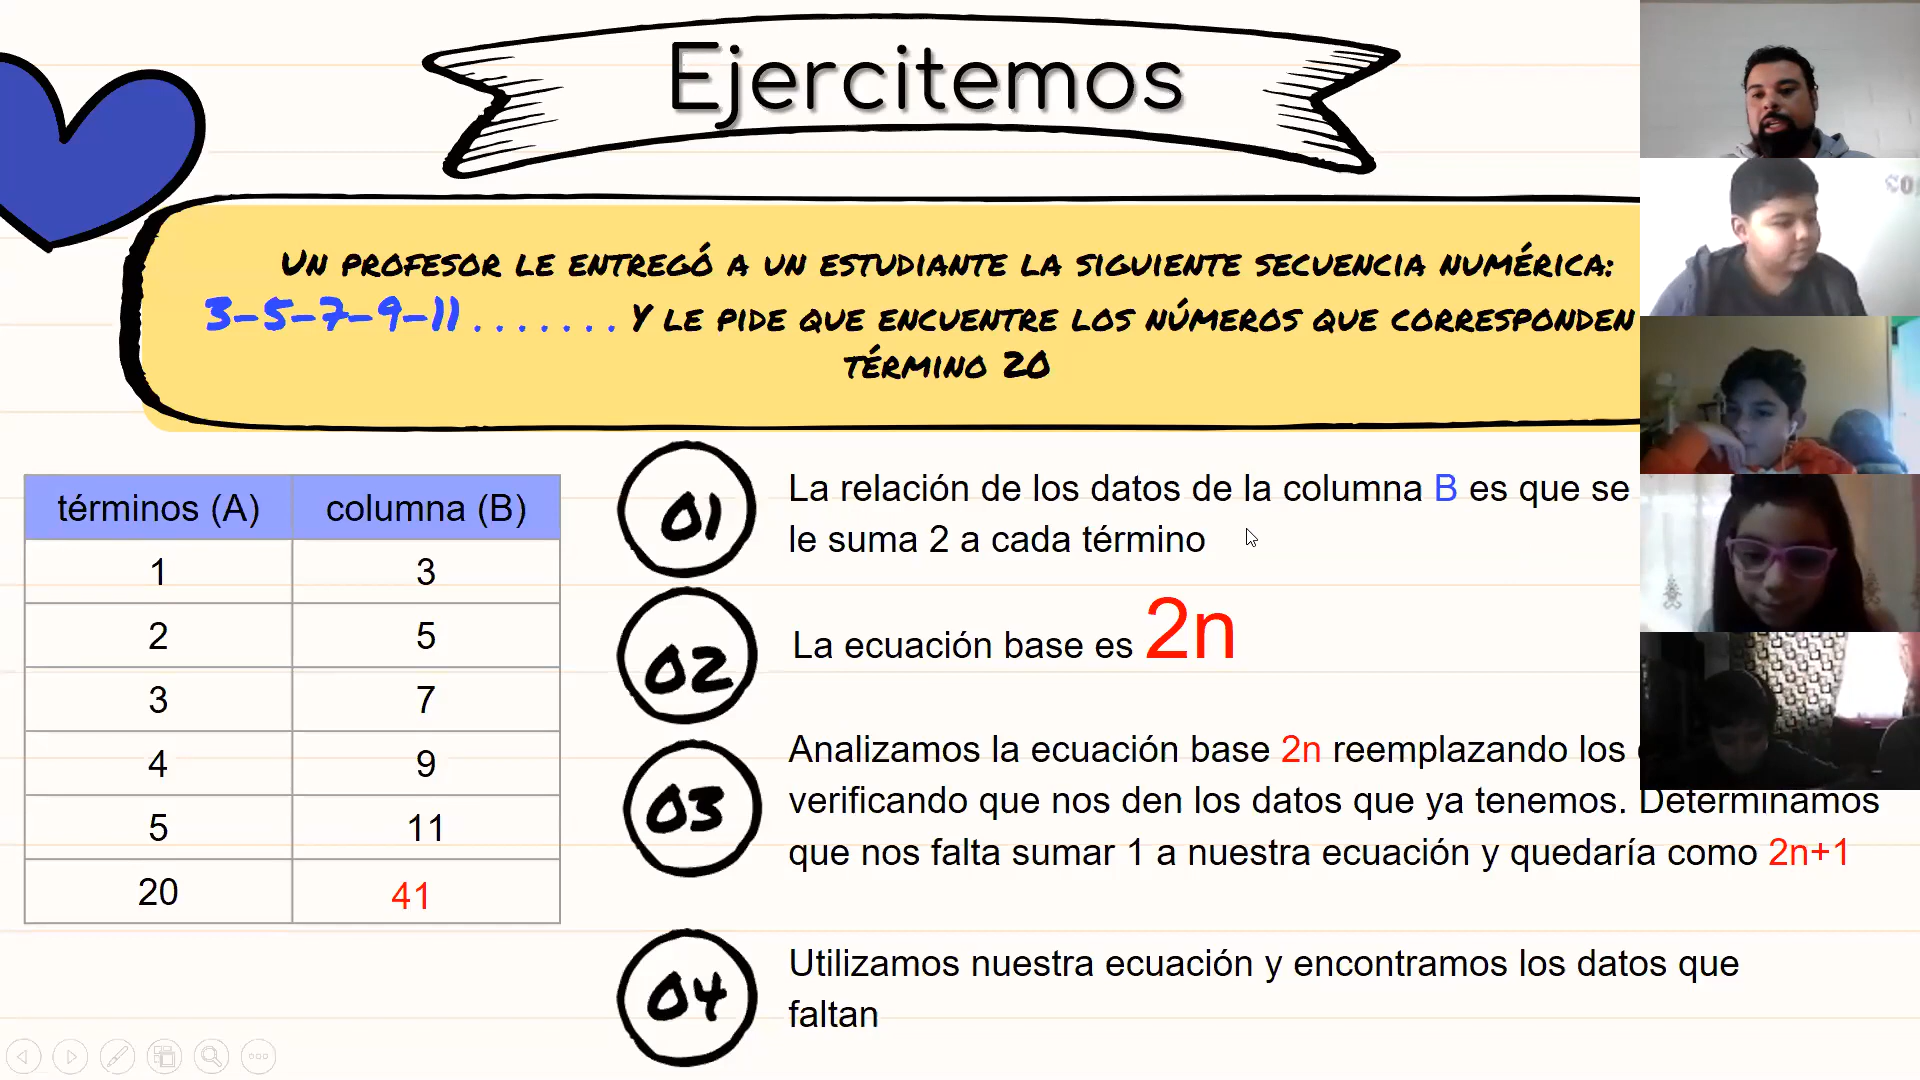 Ejercitemos
Un profesor le entregó a un estudiante la siguiente secuencia numérica:
3-5-7-9-11 ....... y le pide que encuentre los números que corresponden
término 20
términos (A) columna (B)
1 3
2 5
3 7
4 9
5 11
20 41
01
La relación de los datos de la columna B es que se
le suma 2 a cada término
02
La ecuación base es 2n
03
Analizamos la ecuación base 2n reemplazando los
verificando que nos den los datos que ya tenemos. Determinamos
que nos falta sumar 1 a nuestra ecuación y quedaría como 2n+1
04
Utilizamos nuestra ecuación y encontramos los datos que
faltan